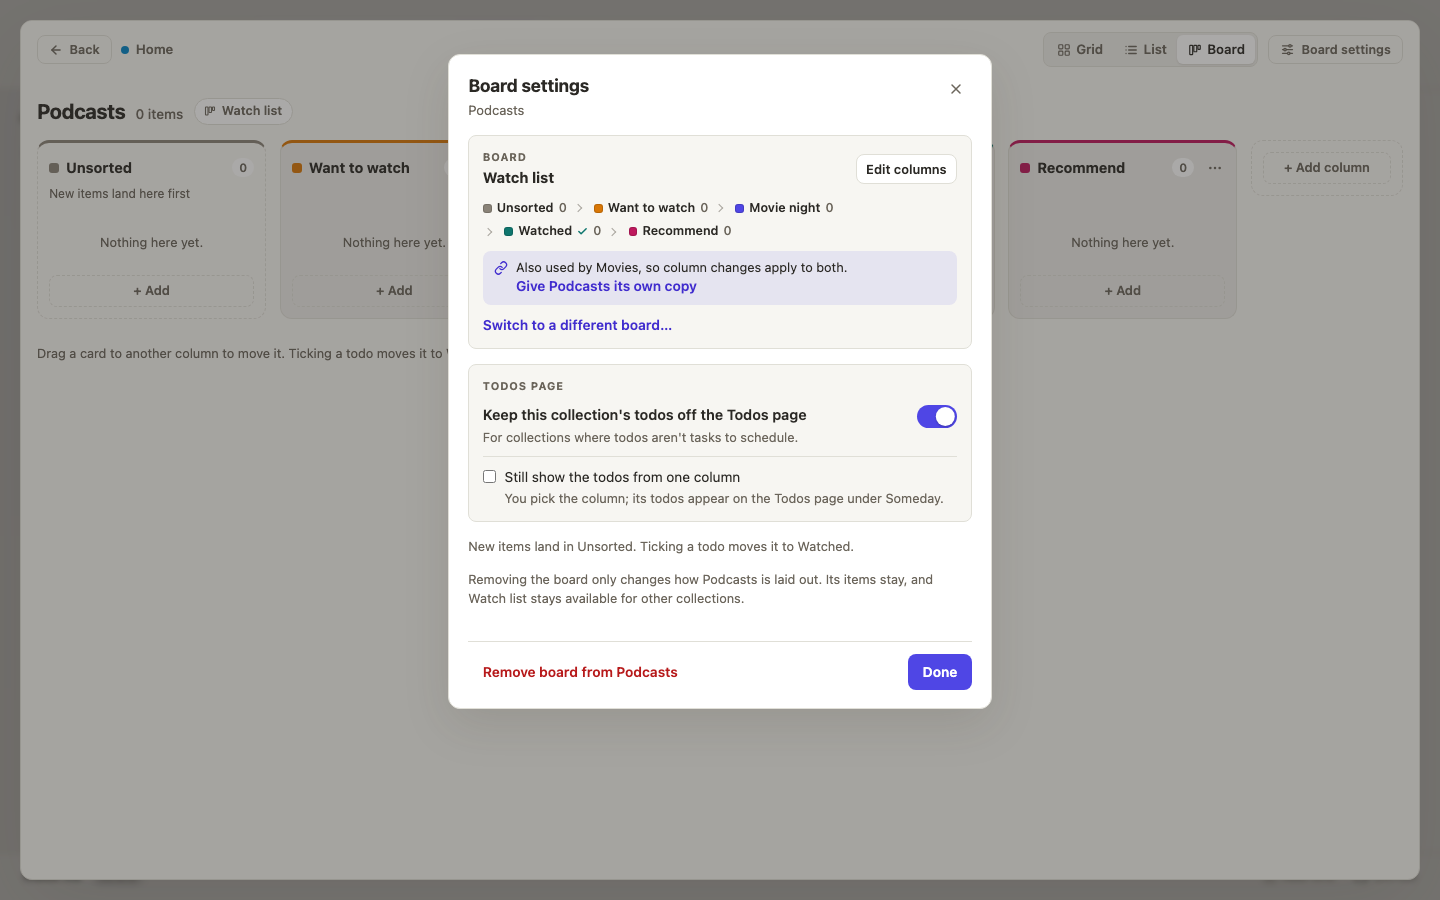 Back
Home
Grid
List
Board
Board settings
Podcasts
0 items
Watch list
Unsorted
0
New items land here first
Nothing here yet.
+ Add
Want to watch
Nothing here yet.
+ Add
Recommend
0
Nothing here yet.
+ Add
+ Add column
Drag a card to another column to move it. Ticking a todo moves it to
Board settings
Podcasts
BOARD
Watch list
Edit columns
Unsorted 0 Want to watch 0 Movie night 0
Watched 0 Recommend 0
Also used by Movies, so column changes apply to both.
Give Podcasts its own copy
Switch to a different board...
TODOS PAGE
Keep this collection's todos off the Todos page
For collections where todos aren't tasks to schedule.
Still show the todos from one column
You pick the column; its todos appear on the Todos page under Someday.
New items land in Unsorted. Ticking a todo moves it to Watched.
Removing the board only changes how Podcasts is laid out. Its items stay, and
Watch list stays available for other collections.
Remove board from Podcasts
Done